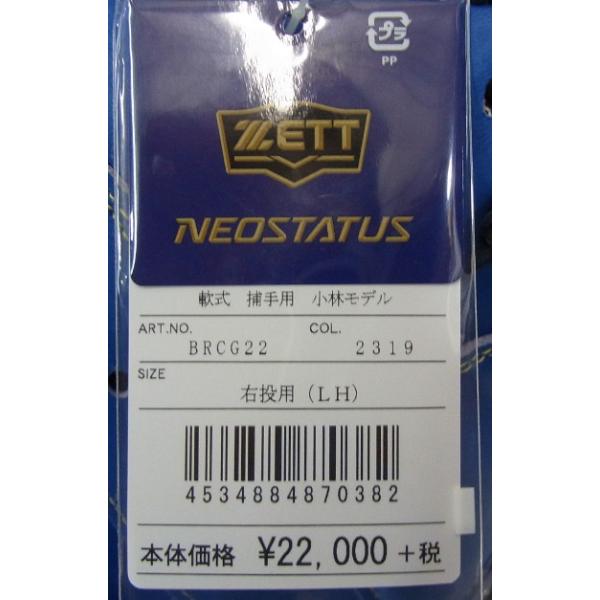 プラ
PP
ZETT
NEOSTATUS
軟式 捕手用 小林モデル
ART.NO. COL.
BRCG22 2319
SIZE
右投用(LH)
4534884870382
本体価格 ¥22,000 +税